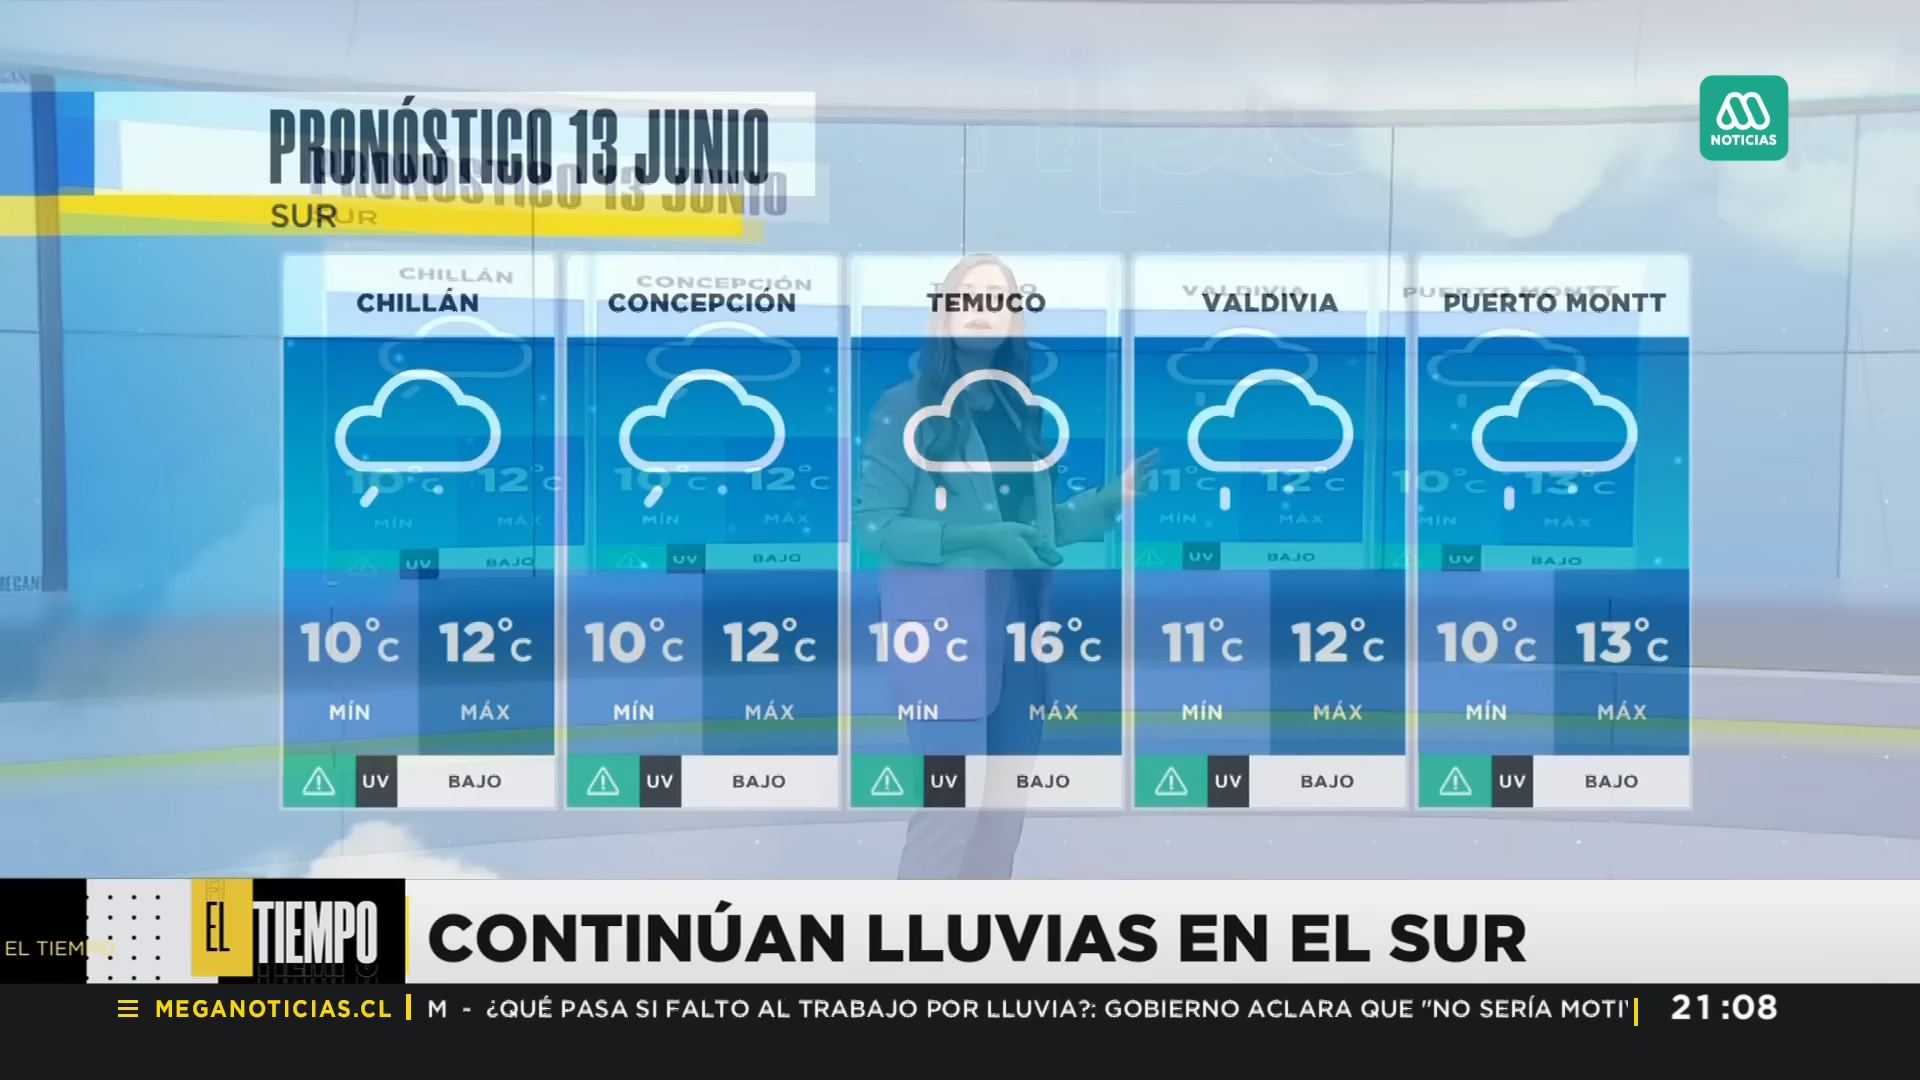 PRONÓSTICO 13 JUNIO
SUR
NOTICIAS
CHILLÁN
CONCEPCIÓN
TEMUCO
VALDIVIA
PUERTO MONTT
10°C 12°C
MÍN MÁX
UV BAJO
10°C 12°C
MÍN MÁX
UV BAJO
10°C 16°C
MÍN MÁX
UV BAJO
11°C 12°C
MÍN MÁX
UV BAJO
10°C 13°C
MÍN MÁX
UV BAJO
EL TIEMPO
EL TIEMPO
CONTINÚAN LLUVIAS EN EL SUR
MEGANOTICIAS.CL
M - ¿QUÉ PASA SI FALTO AL TRABAJO POR LLUVIA?: GOBIERNO ACLARA QUE "NO SERÍA MOTI
21:08